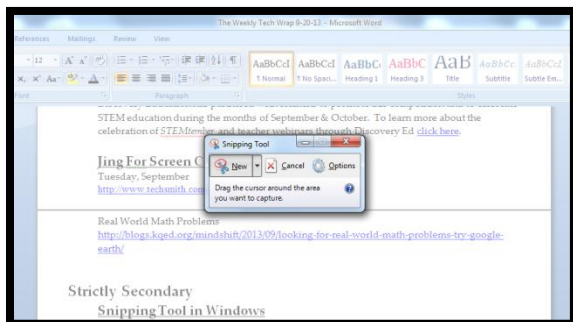 The Weekly Tech Wrap 9-20-13 - Microsoft Word
References Mailings Review View
12
AaBbCcI AaBbCcI AaBbC AaBbC AaB AaBbCc AaBbCcI
¶ Normal ¶ No Spaci... Heading 1 Heading 3 Title Subtitle Subtle Em...
Font Paragraph Styles
STEM education during the months of September & October. To learn more about the
celebration of STEMtember and teacher webinars through Discovery Ed click here.
Snipping Tool
New Cancel Options
Drag the cursor around the area
you want to capture.
Jing For Screen C
Tuesday, September
http://www.techsmith.com
Real World Math Problems
http://blogs.kqed.org/mindshift/2013/09/looking-for-real-world-math-problems-try-google-
earth/
Strictly Secondary
Snipping Tool in Windows